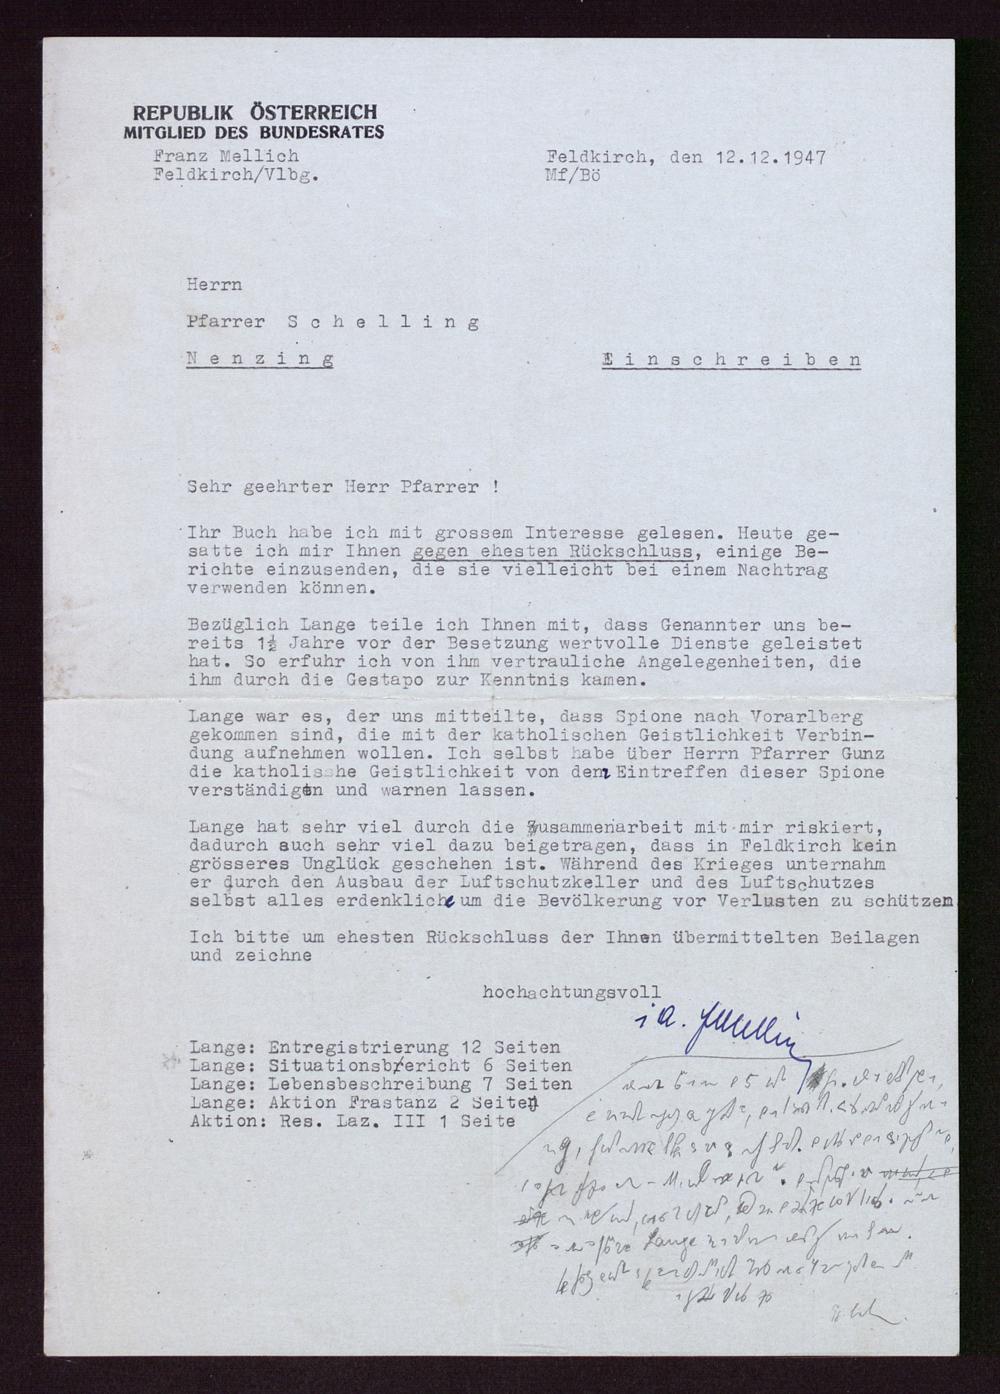 REPUBLIK ÖSTERREICH
MITGLIED DES BUNDESRATES
Franz Mellich
Feldkirch/Vlbg.
Feldkirch, den 12.12.1947
Mf/Bö
Herrn
Pfarrer S c h e l l i n g
N e n z i n g
E i n s c h r e i b e n
Sehr geehrter Herr Pfarrer !
Ihr Buch habe ich mit grossem Interesse gelesen. Heute ge-
satte ich mir Ihnen gegen ehesten Rückschluss, einige Be-
richte einzusenden, die sie vielleicht bei einem Nachtrag
verwenden können.
Bezüglich Lange teile ich Ihnen mit, dass Genannter uns be-
reits 1½ Jahre vor der Besetzung wertvolle Dienste geleistet
hat. So erfuhr ich von ihm vertrauliche Angelegenheiten, die
ihm durch die Gestapo zur Kenntnis kamen.
Lange war es, der uns mitteilte, dass Spione nach Vorarlberg
gekommen sind, die mit der katholischen Geistlichkeit Verbin-
dung aufnehmen wollen. Ich selbst habe über Herrn Pfarrer Gunz
die katholische Geistlichkeit von dem Eintreffen dieser Spione
verständigen und warnen lassen.
Lange hat sehr viel durch die Zusammenarbeit mit mir riskiert,
dadurch auch sehr viel dazu beigetragen, dass in Feldkirch kein
grösseres Unglück geschehen ist. Während des Krieges unternahm
er durch den Ausbau der Luftschutzkeller und des Luftschutzes
selbst alles erdenkliche um die Bevölkerung vor Verlusten zu schützen
Ich bitte um ehesten Rückschluss der Ihnen übermittelten Beilagen
und zeichne
hochachtungsvoll
i.A. FMellich
Lange: Entregistrierung 12 Seiten
Lange: Situationsbericht 6 Seiten
Lange: Lebensbeschreibung 7 Seiten
Lange: Aktion Frastanz 2 Seiten
Aktion: Res. Laz. III 1 Seite
Lange